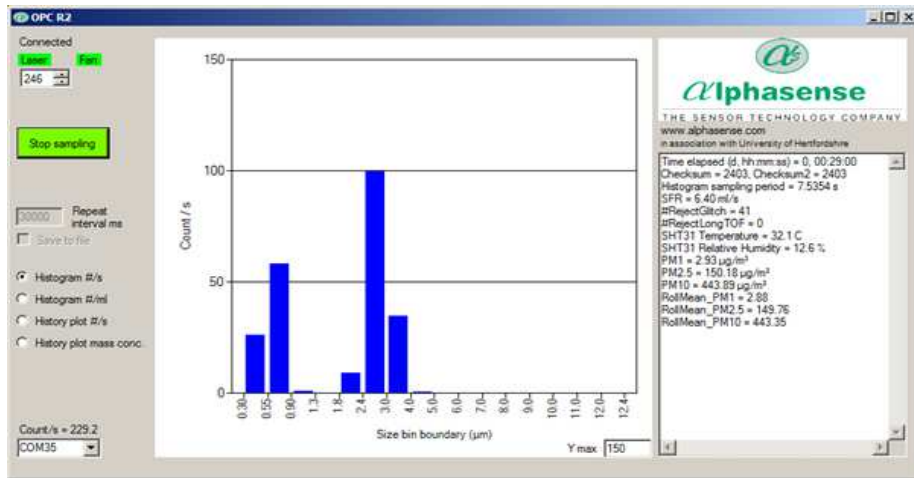 OPC R2
Connected
Laser Fan
246
Stop sampling
30000 Repeat
interval ms
Save to file
Histogram #/s
Histogram #/ml
History plot #/s
History plot mass conc.
Count/s = 229.2
COM35
150
100
50
0
Count / s
0.30 0.55 0.90 1.3 1.8 2.4 3.0 4.0 5.0 6.0 7.0 8.0 9.0 10.0 11.0 12.0 12.4
Size bin boundary (µm)
Y max 150
αlphasense
THE SENSOR TECHNOLOGY COMPANY
www.alphasense.com
in association with University of Hertfordshire
Time elapsed (d, hh:mm:ss) = 0, 00:29:00
Checksum = 2403, Checksum2 = 2403
Histogram sampling period = 7.5354 s
SFR = 6.40 ml/s
#RejectGlitch = 41
#RejectLongTOF = 0
SHT31 Temperature = 32.1 C
SHT31 Relative Humidity = 12.6 %
PM1 = 2.93 µg/m³
PM2.5 = 150.18 µg/m³
PM10 = 443.89 µg/m³
RollMean_PM1 = 2.88
RollMean_PM2.5 = 149.76
RollMean_PM10 = 443.35